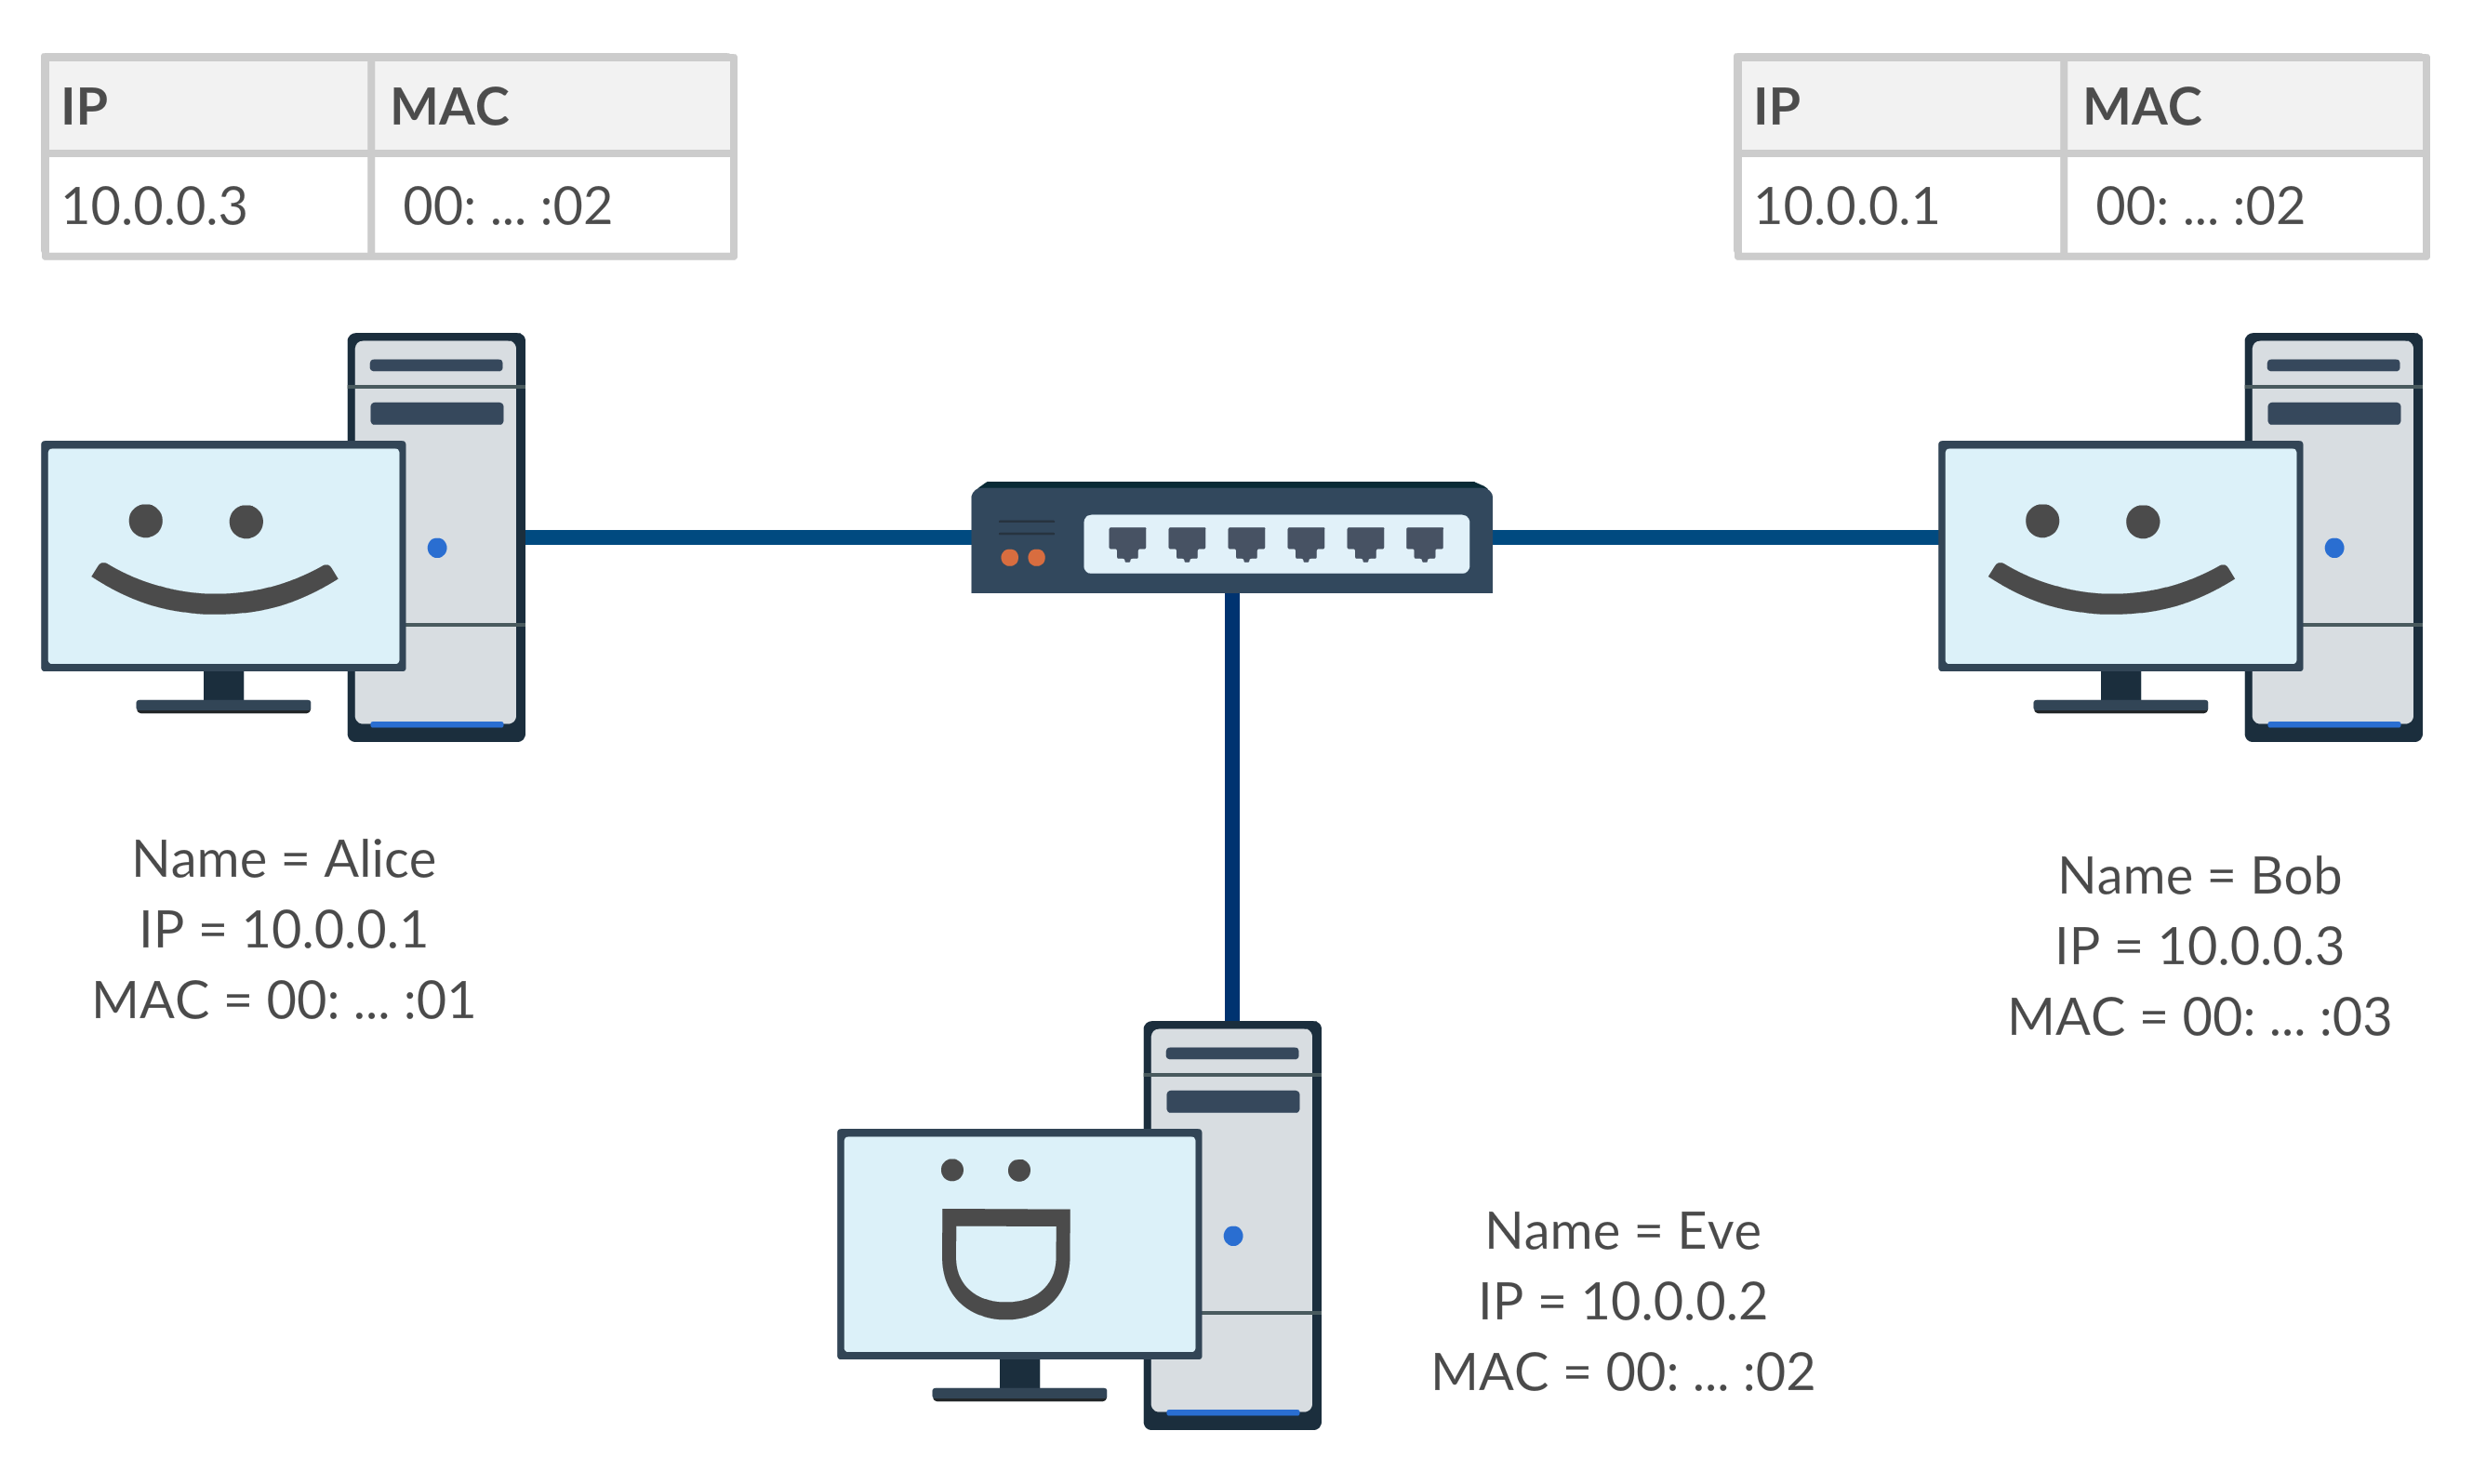 IP MAC
10.0.0.3 00: ... :02
IP MAC
10.0.0.1 00: ... :02
Name = Alice
IP = 10.0.0.1
MAC = 00: ... :01
Name = Bob
IP = 10.0.0.3
MAC = 00: ... :03
Name = Eve
IP = 10.0.0.2
MAC = 00: ... :02